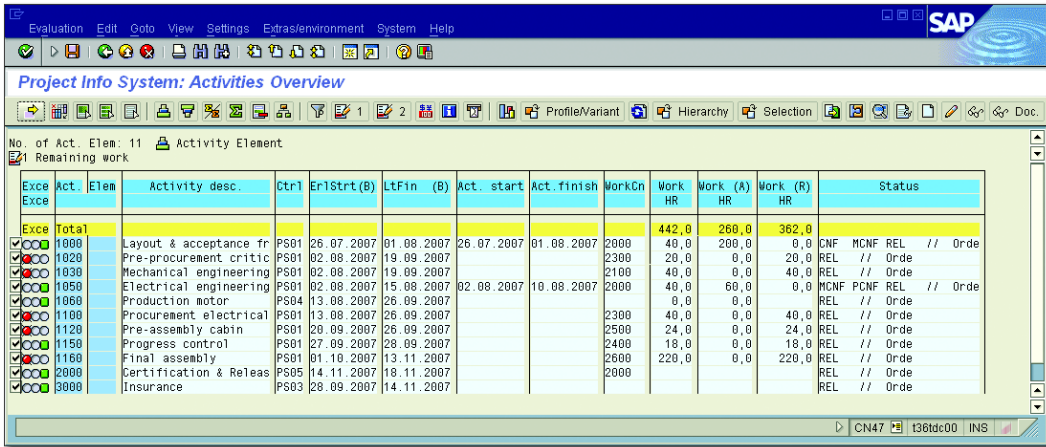 Evaluation Edit Goto View Settings Extras/environment System Help
SAP
Project Info System: Activities Overview
1 2 Profile/Variant Hierarchy Selection Doc.
No. of Act. Elem: 11 Activity Element
1 Remaining work
Exce Act. Elem Activity desc. Ctrl ErlStrt(B) LtFin (B) Act. start Act.finish WorkCn Work Work (A) Work (R) Status
Exce HR HR HR
Exce Total 442,0 260,0 362,0
1000 Layout & acceptance fr PS01 26.07.2007 01.08.2007 26.07.2007 01.08.2007 2000 40,0 200,0 0,0 CNF MCNF REL // Orde
1020 Pre-procurement critic PS01 02.08.2007 19.09.2007 2300 20,0 0,0 20,0 REL // Orde
1030 Mechanical engineering PS01 02.08.2007 19.09.2007 2100 40,0 0,0 40,0 REL // Orde
1050 Electrical engineering PS01 02.08.2007 15.08.2007 02.08.2007 10.08.2007 2000 40,0 60,0 0,0 MCNF PCNF REL // Orde
1060 Production motor PS04 13.08.2007 26.09.2007 0,0 0,0 REL // Orde
1100 Procurement electrical PS01 13.08.2007 26.09.2007 2300 40,0 0,0 40,0 REL // Orde
1120 Pre-assembly cabin PS01 20.09.2007 26.09.2007 2500 24,0 0,0 24,0 REL // Orde
1150 Progress control PS01 27.09.2007 28.09.2007 2400 18,0 0,0 18,0 REL // Orde
1160 Final assembly PS01 01.10.2007 13.11.2007 2600 220,0 0,0 220,0 REL // Orde
2000 Certification & Releas PS05 14.11.2007 18.11.2007 2000 REL // Orde
3000 Insurance PS03 28.09.2007 14.11.2007 REL // Orde
CN47 t36tdc00 INS